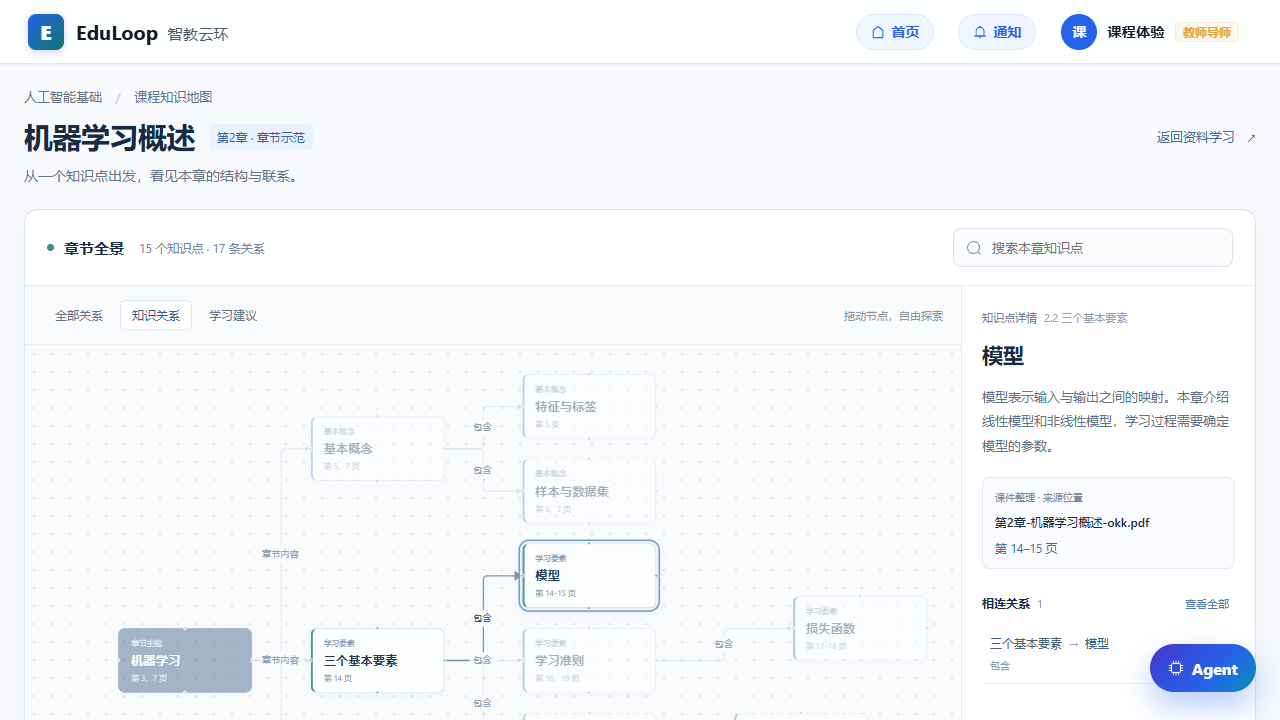 E EduLoop 智教云环
首页
通知
课 课程体验 教师导师
人工智能基础 / 课程知识地图
机器学习概述 第2章 · 章节示范
返回资料学习 ↗
从一个知识点出发，看见本章的结构与联系。
章节全景 15 个知识点 · 17 条关系
搜索本章知识点
全部关系 知识关系 学习建议
拖动节点，自由探索
基本概念
特征与标签
第 5 页
基本概念
基本概念
第 5、7 页
包含
包含
基本概念
样本与数据集
第 5、7 页
章节内容
学习要素
模型
第 14–15 页
包含
章节主题
机器学习
第 3、7 页
章节内容
学习要素
三个基本要素
第 14 页
包含
学习要素
学习准则
第 16、19 页
包含
学习要素
损失函数
第 17–18 页
包含
知识点详情 2.2 三个基本要素
模型
模型表示输入与输出之间的映射。本章介绍
线性模型和非线性模型，学习过程需要确定
模型的参数。
课件整理 · 来源位置
第2章-机器学习概述-okk.pdf
第 14–15 页
相连关系 1
查看全部
三个基本要素 → 模型
包含
Agent